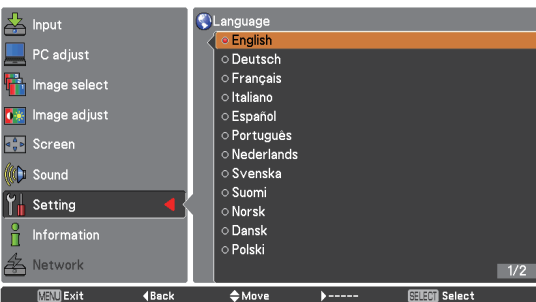 Input
PC adjust
Image select
Image adjust
Screen
Sound
Setting
Information
Network
Language
English
Deutsch
Français
Italiano
Español
Português
Nederlands
Svenska
Suomi
Norsk
Dansk
Polski
1/2
MENU Exit
Back
Move
-----
SELECT Select